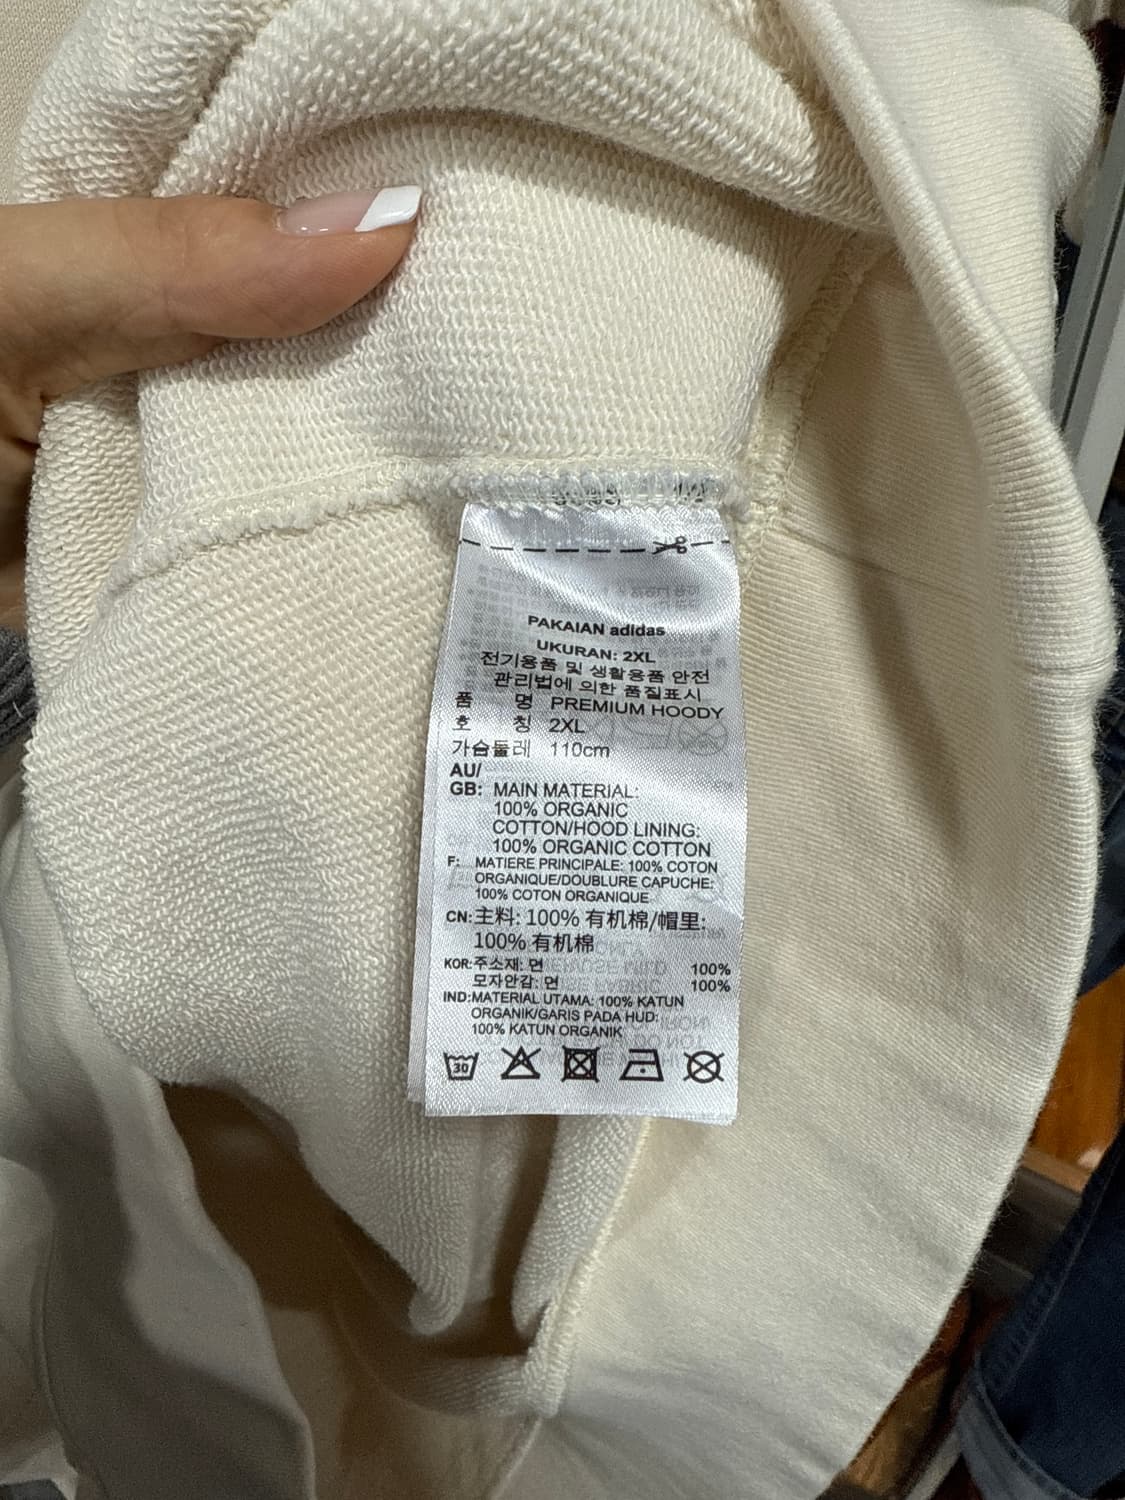 PAKAIAN adidas
UKURAN: 2XL
전기용품 및 생활용품 안전
관리법에 의한 품질표시
품 명 PREMIUM HOODY
호 칭 2XL
가슴둘레 110cm
AU/
GB: MAIN MATERIAL:
100% ORGANIC
COTTON/HOOD LINING:
100% ORGANIC COTTON
F: MATIERE PRINCIPALE: 100% COTON
ORGANIQUE/DOUBLURE CAPUCHE:
100% COTON ORGANIQUE
CN:主料: 100% 有机棉/帽里:
100% 有机棉
KOR:주소재: 면 100%
모자안감: 면 100%
IND:MATERIAL UTAMA: 100% KATUN
ORGANIK/GARIS PADA HUD:
100% KATUN ORGANIK
30